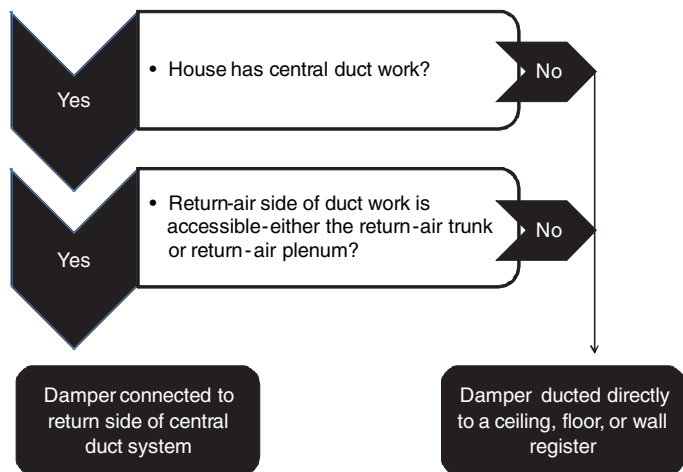 • House has central duct work?
Yes
No
• Return-air side of duct work is
accessible-either the return-air trunk
or return-air plenum?
Yes
No
Damper connected to
return side of central
duct system
Damper ducted directly
to a ceiling, floor, or wall
register